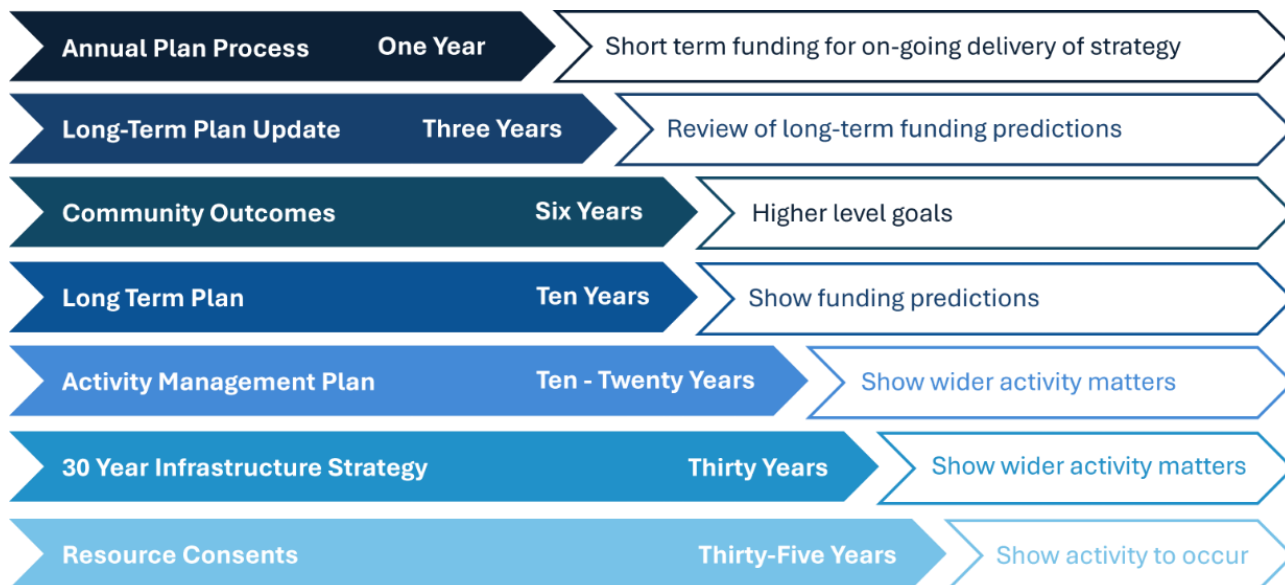 Annual Plan Process One Year Short term funding for on-going delivery of strategy
Long-Term Plan Update Three Years Review of long-term funding predictions
Community Outcomes Six Years Higher level goals
Long Term Plan Ten Years Show funding predictions
Activity Management Plan Ten - Twenty Years Show wider activity matters
30 Year Infrastructure Strategy Thirty Years Show wider activity matters
Resource Consents Thirty-Five Years Show activity to occur